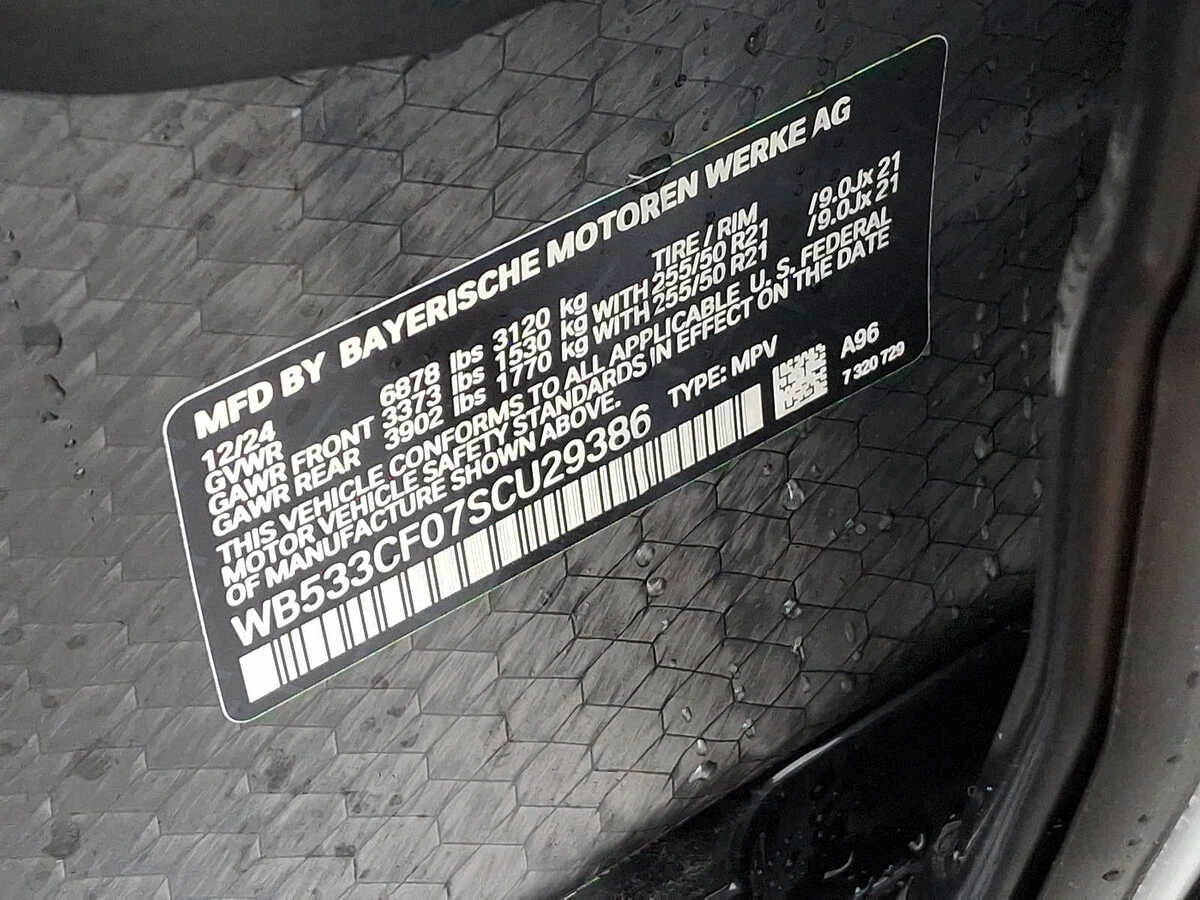 MFD BY BAYERISCHE MOTOREN WERKE AG
12/24 TIRE / RIM
GVWR 6878 lbs 3120 kg
GAWR FRONT 3373 lbs 1530 kg WITH 255/50 R21 /9.0Jx 21
GAWR REAR 3902 lbs 1770 kg WITH 255/50 R21 /9.0Jx 21
THIS VEHICLE CONFORMS TO ALL APPLICABLE U. S. FEDERAL
MOTOR VEHICLE SAFETY STANDARDS IN EFFECT ON THE DATE
OF MANUFACTURE SHOWN ABOVE.
WB533CF07SCU29386 TYPE: MPV A96
7 320 729